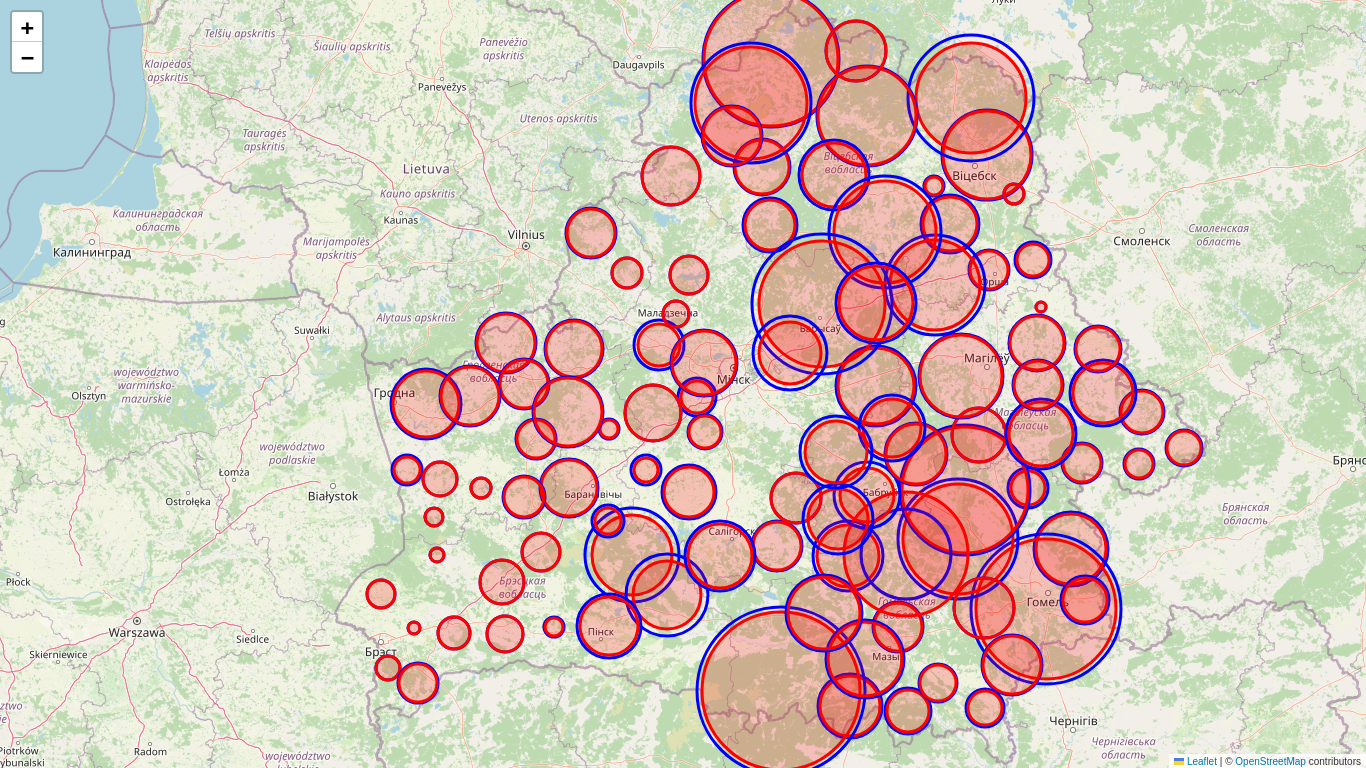 +
−
Луки
Telšių apskritis
Šiaulių apskritis
Panevėžio
apskritis
Klaipėdos
apskritis
Daugavpils
Panevėžys
Utenos apskritis
Tauragės
apskritis
Віцебская
вобласць
Lietuva
Віцебск
Kauno apskritis
Калининградская
область
Kaunas
Vilnius
Смоленск
Смоленская
область
Калининград
Marijampolės
apskritis
Орша
Alytaus apskritis
Маладзечна
Suwałki
Барысаў
Магілёў
województwo
warmińsko-
mazurskie
Гродзенская
вобласць
Мінск
Olsztyn
Гродна
Магілёўская
вобласць
województwo
podlaskie
Łomża
Białystok
Ostrołęka
Баранавічы
Бабруйск
Брянск
Брянская
область
Салігорск
Płock
Брэсцкая
вобласць
Гомельская
вобласць
Гомель
Warszawa
Siedlce
Skierniewice
Брэст
Пінск
Мазыр
Чернігів
Radom
Piotrków
Trybunalski
województwo
lubelskie
Чернігівська
область
Leaflet | © OpenStreetMap contributors